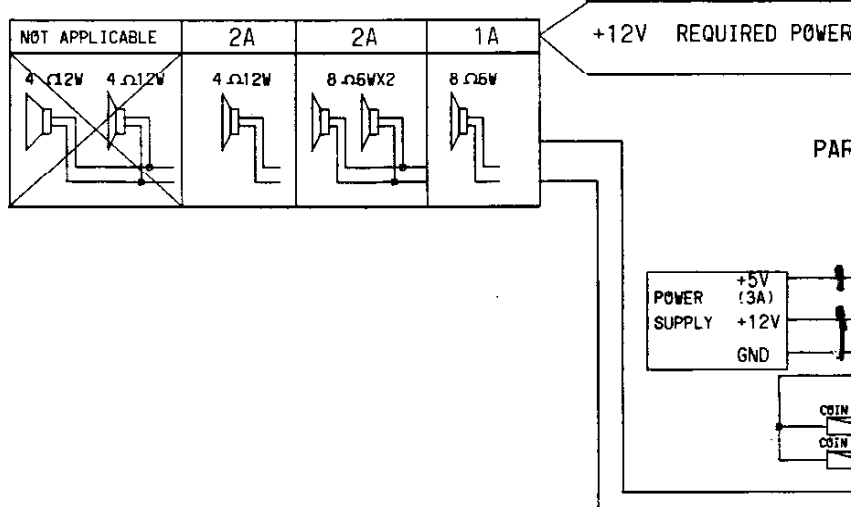 NOT APPLICABLE 2A 2A 1A +12V REQUIRED POWER
4Ω12W 4Ω12W 4Ω12W 8Ω6WX2 8Ω6W
PAR
+5V
POWER (3A)
SUPPLY +12V
GND
COIN
COIN